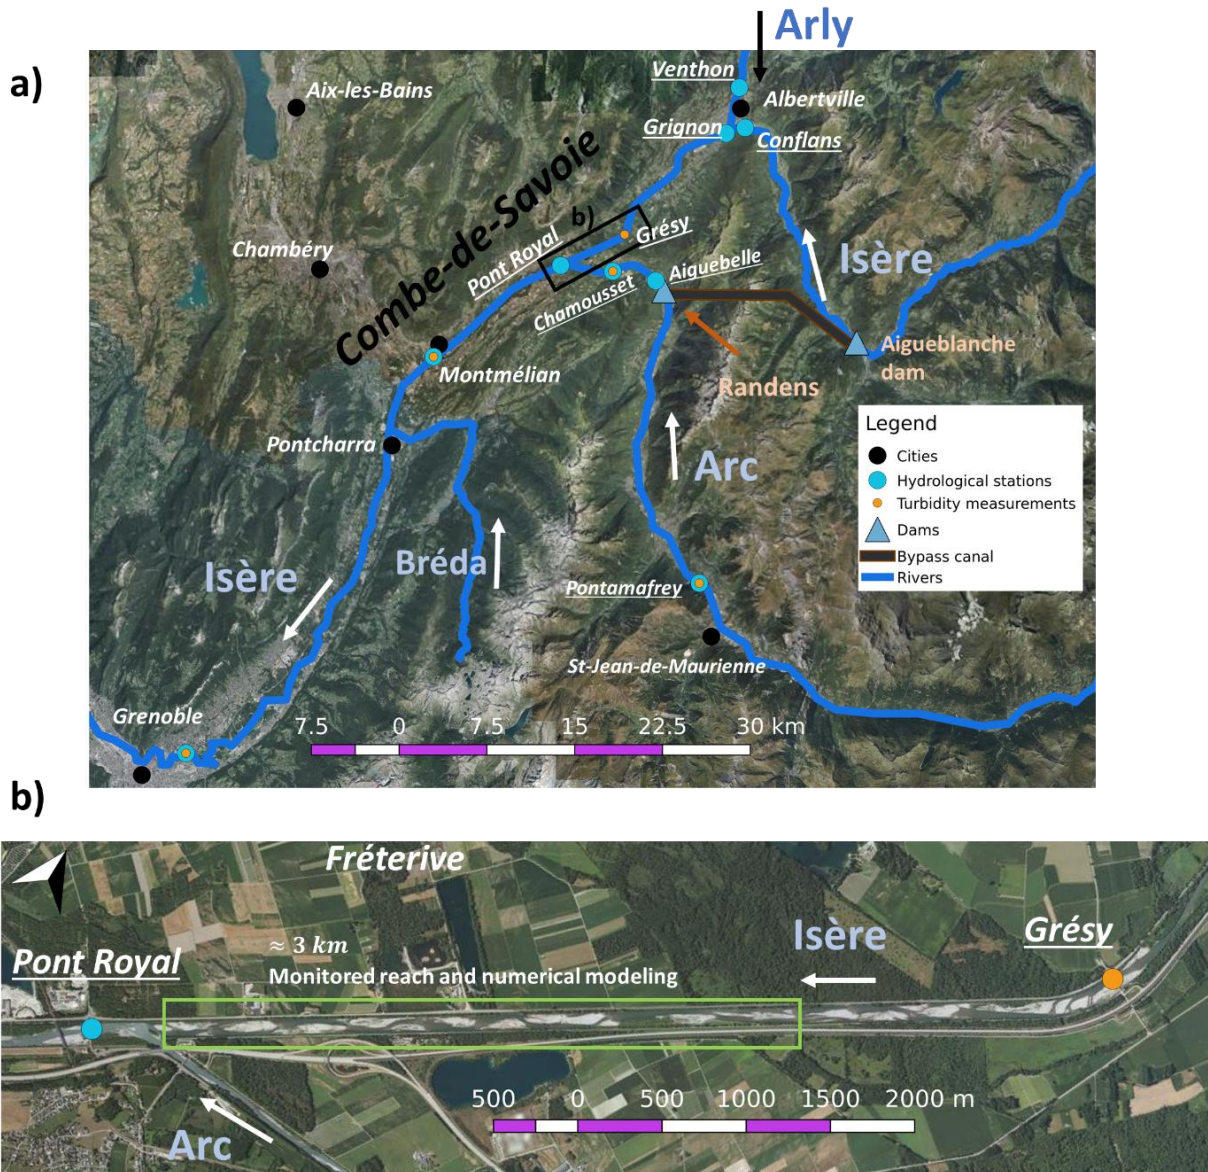 Arly
a)
Venthon
Aix-les-Bains
Albertville
Grignon
Conflans
Combe-de-Savoie
b)
Grésy
Pont Royal
Chambéry
Isère
Aiguebelle
Chamousset
Aigueblanche
dam
Randens
Montmélian
Legend
Cities
Hydrological stations
Turbidity measurements
Dams
Bypass canal
Rivers
Pontcharra
Arc
Isère
Bréda
Pontamafrey
St-Jean-de-Maurienne
Grenoble
7.5 0 7.5 15 22.5 30 km
b)
Fréterive
Isère
Grésy
≈ 3 km
Pont Royal
Monitored reach and numerical modeling
500 0 500 1000 1500 2000 m
Arc